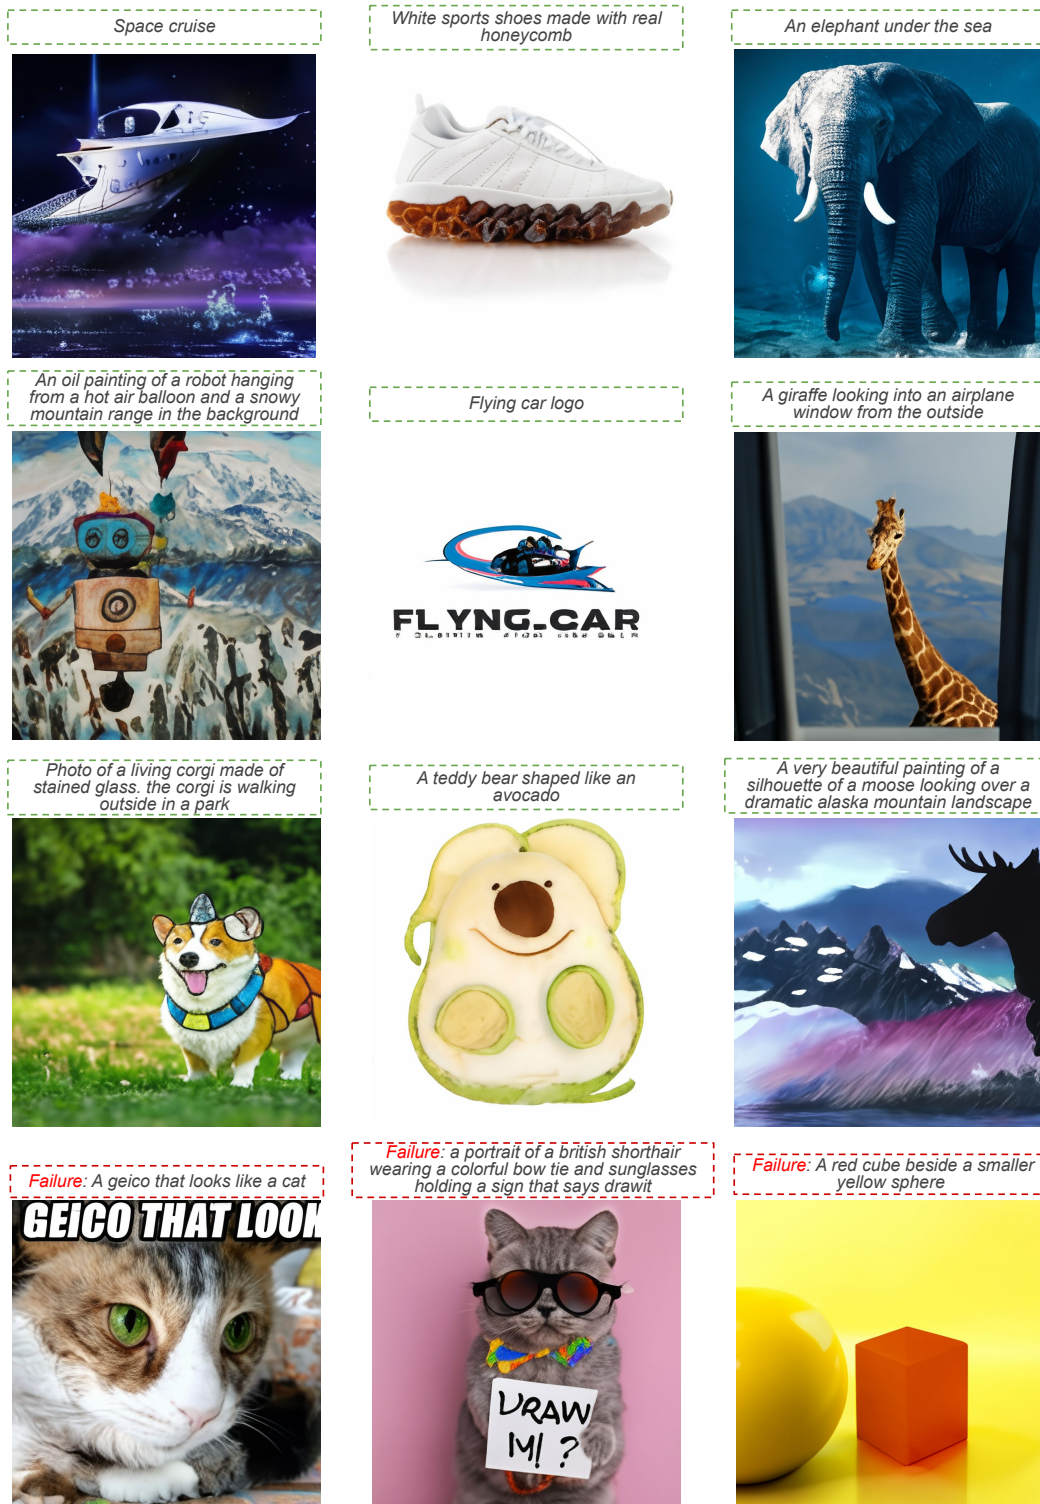 Space cruise
White sports shoes made with real
honeycomb
An elephant under the sea
An oil painting of a robot hanging
from a hot air balloon and a snowy
mountain range in the background
Flying car logo
A giraffe looking into an airplane
window from the outside
FLYNG-CAR
Photo of a living corgi made of
stained glass. the corgi is walking
outside in a park
A teddy bear shaped like an
avocado
A very beautiful painting of a
silhouette of a moose looking over a
dramatic alaska mountain landscape
Failure: A geico that looks like a cat
Failure: a portrait of a british shorthair
wearing a colorful bow tie and sunglasses
holding a sign that says drawit
Failure: A red cube beside a smaller
yellow sphere
GEICO THAT LOOK
DRAW
M! ?